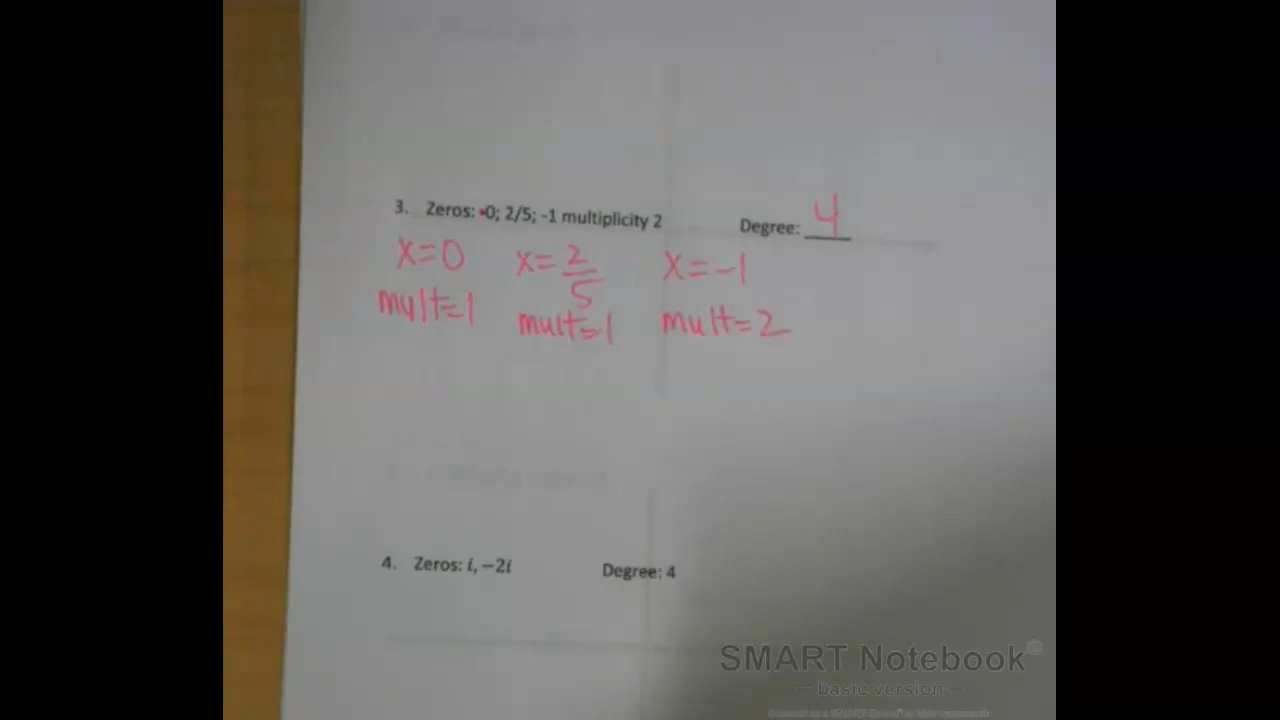 3. Zeros: 0; 2/5; -1 multiplicity 2 Degree: 4
x=0 x=2/5 x=-1
mult=1 mult=1 mult=2
4. Zeros: i, −2i Degree: 4
SMART Notebook®
— basic version —